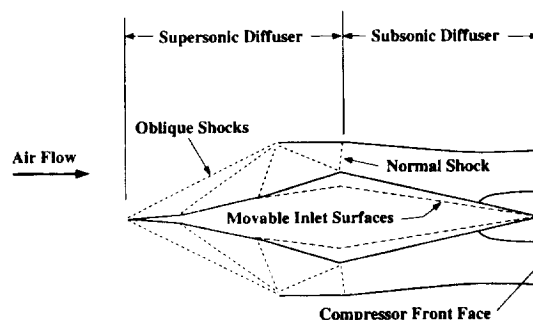 Supersonic Diffuser
Subsonic Diffuser
Oblique Shocks
Air Flow
Normal Shock
Movable Inlet Surfaces
Compressor Front Face